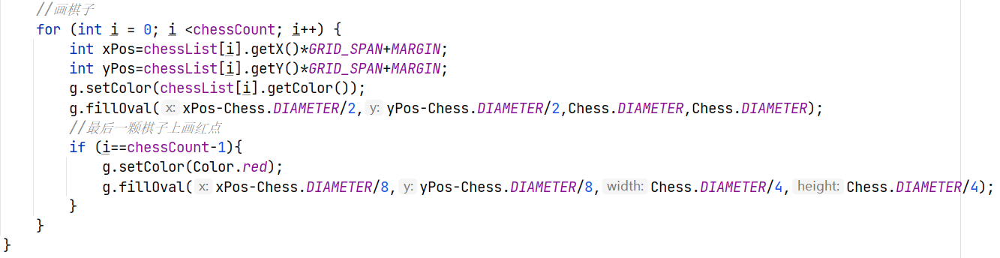 //画棋子
for (int i = 0; i <chessCount; i++) {
int xPos=chessList[i].getX()*GRID_SPAN+MARGIN;
int yPos=chessList[i].getY()*GRID_SPAN+MARGIN;
g.setColor(chessList[i].getColor());
g.fillOval( x: xPos-Chess.DIAMETER/2, y: yPos-Chess.DIAMETER/2,Chess.DIAMETER,Chess.DIAMETER);
//最后一颗棋子上画红点
if (i==chessCount-1){
g.setColor(Color.red);
g.fillOval( x: xPos-Chess.DIAMETER/8, y: yPos-Chess.DIAMETER/8, width: Chess.DIAMETER/4, height: Chess.DIAMETER/4);
}
}
}